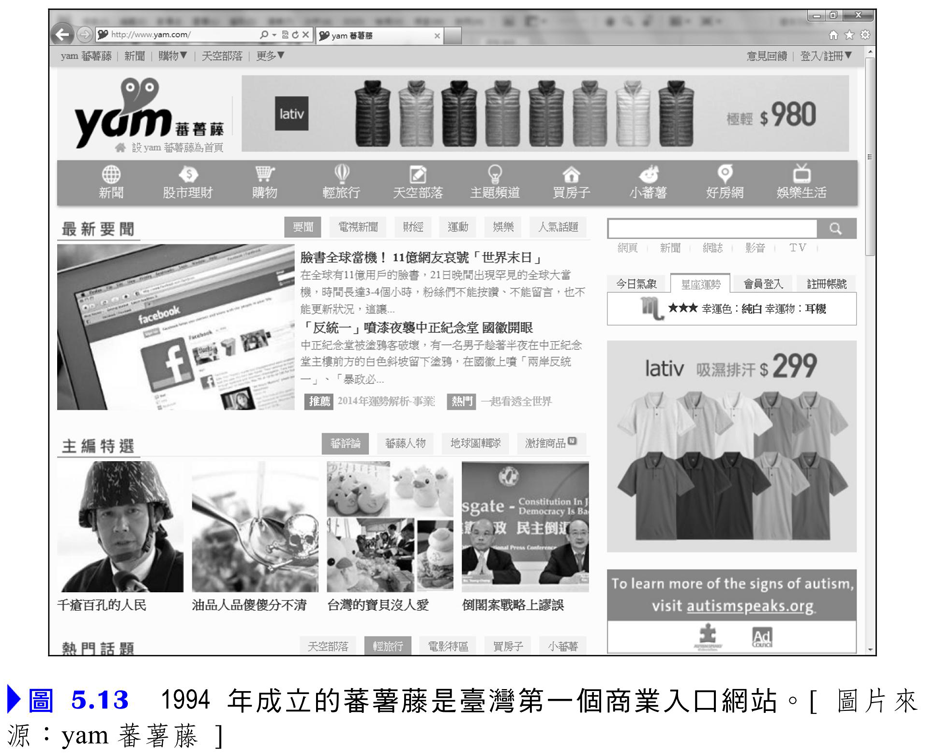 http://www.yam.com/
yam 蕃薯藤
yam 蕃薯藤 | 新聞 | 購物▼ | 天空部落 | 更多▼
意見回饋 | 登入/註冊▼
yam 蕃薯藤
設 yam 蕃薯藤為首頁
lativ
極輕 $980
新聞 股市理財 購物 輕旅行 天空部落 主題頻道 買房子 小蕃薯 好房網 娛樂生活
最新要聞
要聞 電視新聞 財經 運動 娛樂 人氣話題
facebook
臉書全球當機！11億網友哀號「世界末日」
在全球有11億用戶的臉書，21日晚間出現罕見的全球大當
機，時間長達3-4個小時，粉絲們不能按讚、不能留言，也不
能更新狀況，這讓...
「反統一」噴漆夜襲中正紀念堂 國徽開眼
中正紀念堂被塗鴉客破壞，有一名男子趁著半夜在中正紀念
堂主樓前方的白色斜坡留下塗鴉，在國徽上噴「兩岸反統
一」、「暴政必...
推薦 2014年運勢解析-事業 熱門 一起看透全世界
網頁 | 新聞 | 網誌 | 影音 | TV |
今日氣象 星座運勢 會員登入 註冊帳號
★★★ 幸運色：純白 幸運物：耳機
lativ 吸濕排汗 $299
主編特選
蕃評論 蕃藤人物 地球圖輯隊 激推商品
sgate - Constitution In
Democracy Is Ba
政 民主倒
千瘡百孔的人民
油品人品傻傻分不清
台灣的寶貝沒人愛
倒閣案戰略上謬誤
To learn more of the signs of autism,
visit autismspeaks.org
Ad
熱門話題
天空部落 輕旅行 電影特區 買房子 小蕃薯
圖 5.13 1994 年成立的蕃薯藤是臺灣第一個商業入口網站。[ 圖片來
源：yam 蕃薯藤 ]